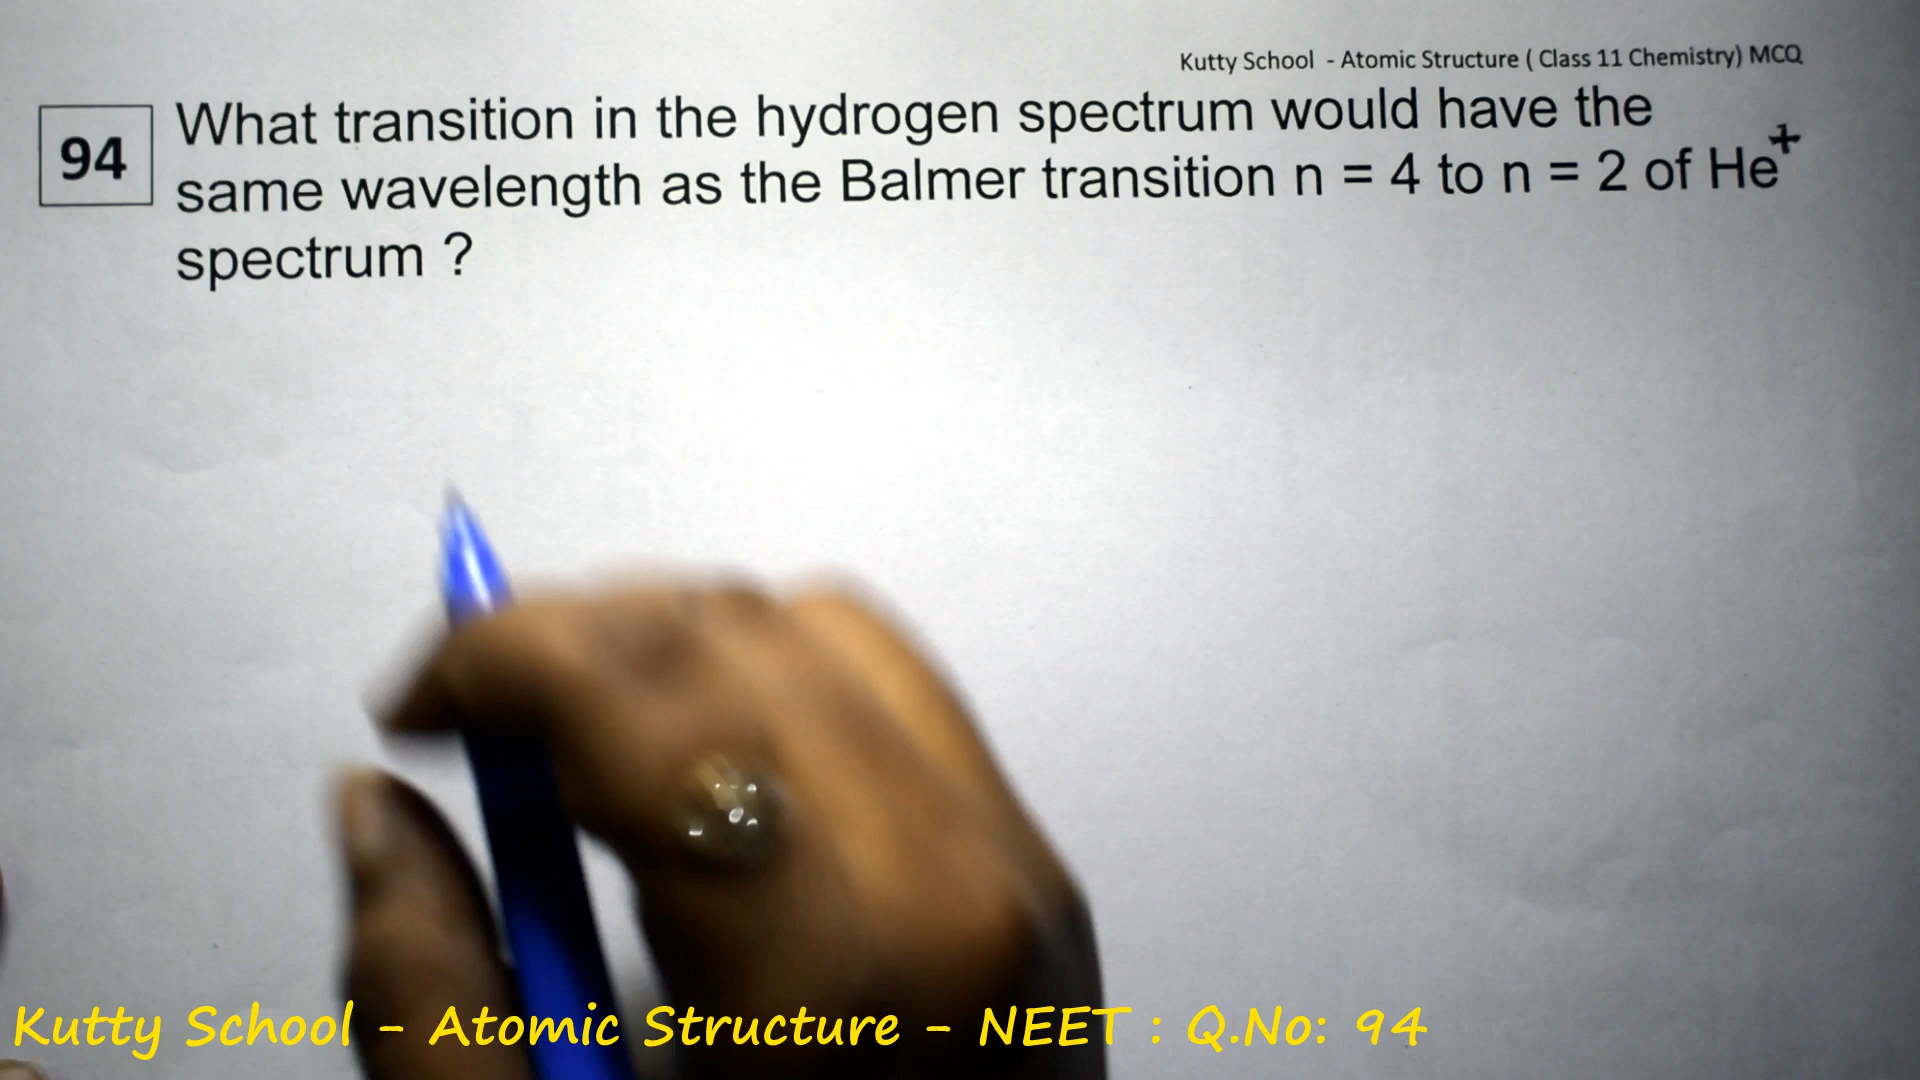 Kutty School - Atomic Structure ( Class 11 Chemistry) MCQ
94 What transition in the hydrogen spectrum would have the
same wavelength as the Balmer transition n = 4 to n = 2 of He⁺
spectrum ?
Kutty School - Atomic Structure - NEET : Q.No: 94